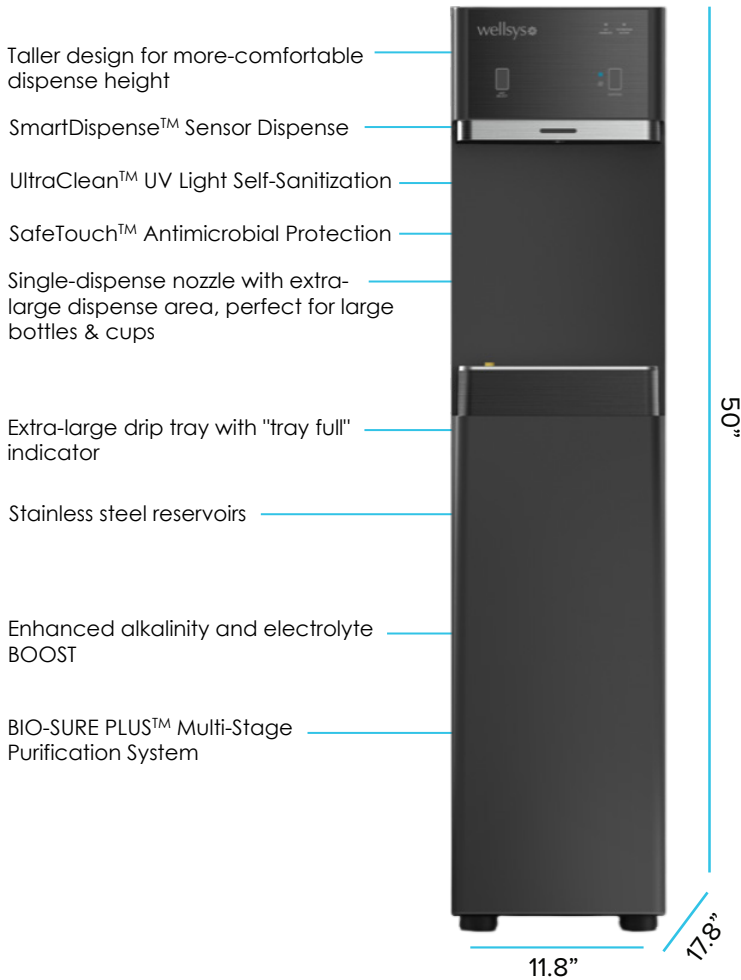 wellsys
Taller design for more-comfortable
dispense height
SmartDispense™ Sensor Dispense
UltraClean™ UV Light Self-Sanitization
SafeTouch™ Antimicrobial Protection
Single-dispense nozzle with extra-
large dispense area, perfect for large
bottles & cups
Extra-large drip tray with "tray full"
indicator
Stainless steel reservoirs
Enhanced alkalinity and electrolyte
BOOST
BIO-SURE PLUS™ Multi-Stage
Purification System
50”
17.8”
11.8”